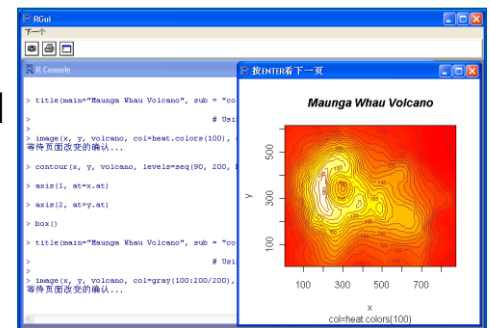 RGui
下一个
R Console
> title(main="Maunga Whau Volcano", sub = "co
> # Usi
>
> image(x, y, volcano, col=heat.colors(100),
等待页面改变的确认...
> contour(x, y, volcano, levels=seq(90, 200,
> axis(1, at=x.at)
> axis(2, at=y.at)
> box()
> title(main="Maunga Whau Volcano", sub = "co
> # Usi
>
> image(x, y, volcano, col=gray(100:200/200),
等待页面改变的确认...
按ENTER看下一页
Maunga Whau Volcano
y
500
300
100
100 300 500 700
x
col=heat.colors(100)